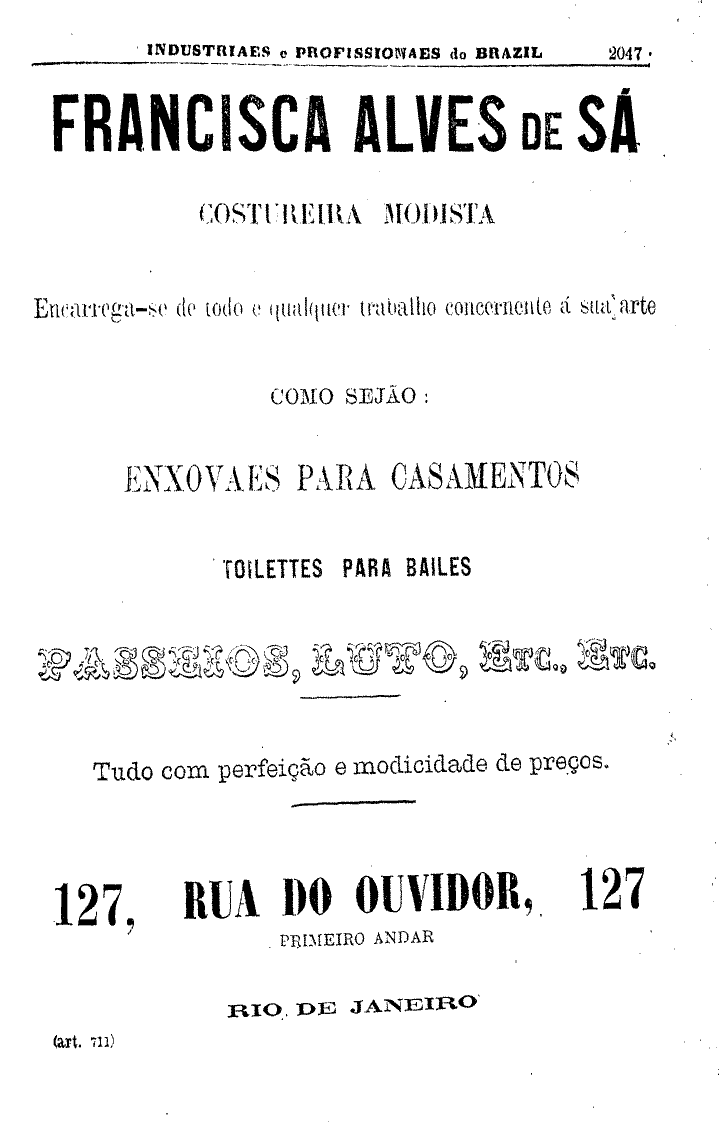 INDUSTRIAES e PROFISSIONAES do BRAZIL 2047
FRANCISCA ALVES DE SÁ
COSTUREIRA MODISTA
Encarrega-se de todo e qualquer trabalho concernente á sua arte
COMO SEJÃO :
ENXOVAES PARA CASAMENTOS
TOILETTES PARA BAILES
PASSEIOS, LUTO, ETC., ETC.
Tudo com perfeição e modicidade de preços.
127, RUA DO OUVIDOR, 127
PRIMEIRO ANDAR
RIO DE JANEIRO
(art. 711)